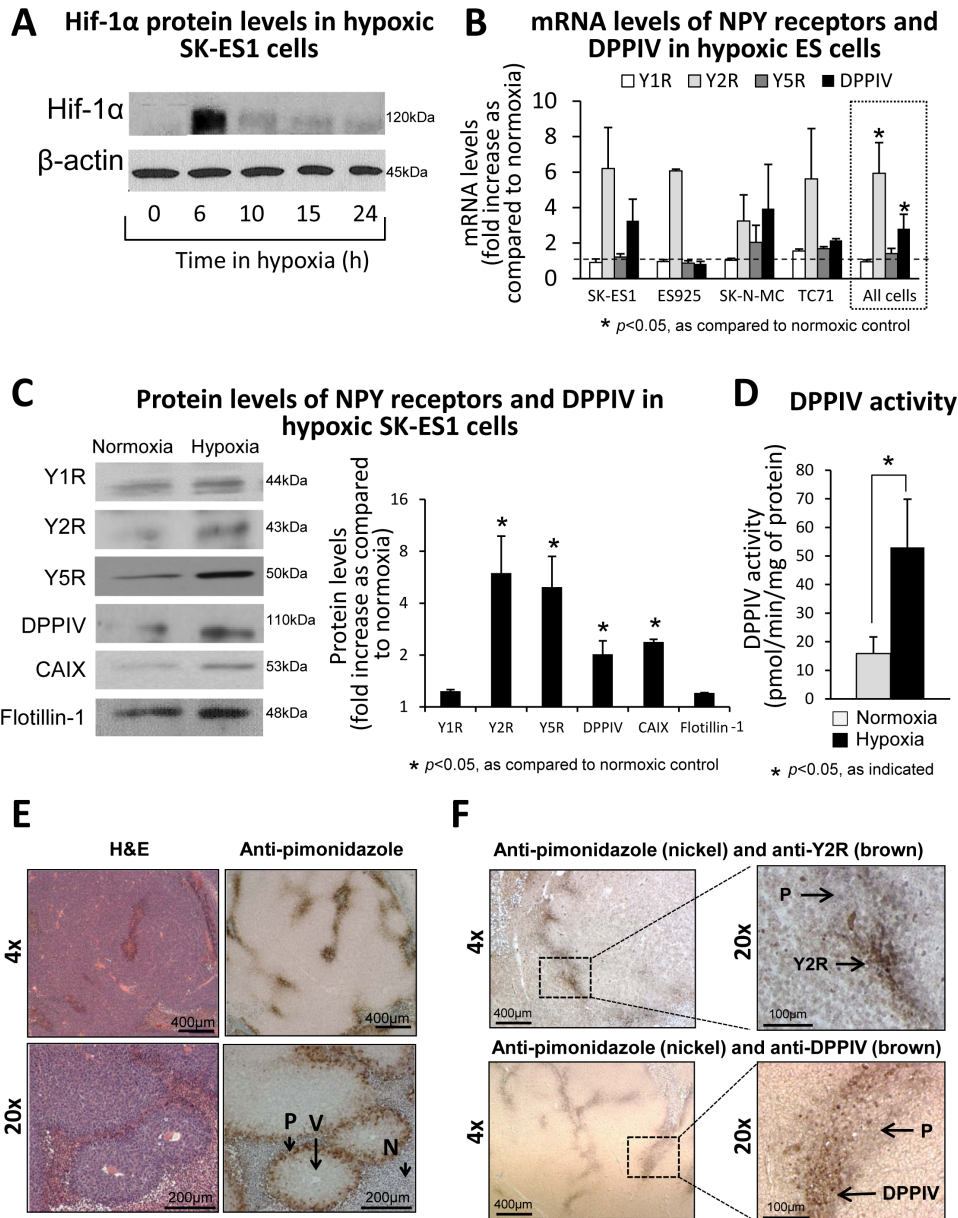 A
Hif-1α protein levels in hypoxic
SK-ES1 cells
Hif-1α
120kDa
β-actin
45kDa
0 6 10 15 24
Time in hypoxia (h)
B
mRNA levels of NPY receptors and
DPPIV in hypoxic ES cells
Y1R Y2R Y5R DPPIV
mRNA levels
(fold increase as
compared to normoxia)
10
8
6
4
2
0
*
*
SK-ES1 ES925 SK-N-MC TC71 All cells
* p<0.05, as compared to normoxic control
C
Protein levels of NPY receptors and DPPIV in
hypoxic SK-ES1 cells
Normoxia Hypoxia
Y1R 44kDa
Y2R 43kDa
Y5R 50kDa
DPPIV 110kDa
CAIX 53kDa
Flotillin-1 48kDa
Protein levels
(fold increase as compared
to normoxia)
16
8
4
2
1
* * * *
Y1R Y2R Y5R DPPIV CAIX Flotillin-1
* p<0.05, as compared to normoxic control
D
DPPIV activity
DPPIV activity
(pmol/min/mg of protein)
80
70
60
50
40
30
20
10
0
*
Normoxia
Hypoxia
* p<0.05, as indicated
E
H&E Anti-pimonidazole
4x
400µm 400µm
20x
P V N
200µm 200µm
F
Anti-pimonidazole (nickel) and anti-Y2R (brown)
4x
400µm
20x
P
Y2R
100µm
Anti-pimonidazole (nickel) and anti-DPPIV (brown)
4x
400µm
20x
P
DPPIV
100µm